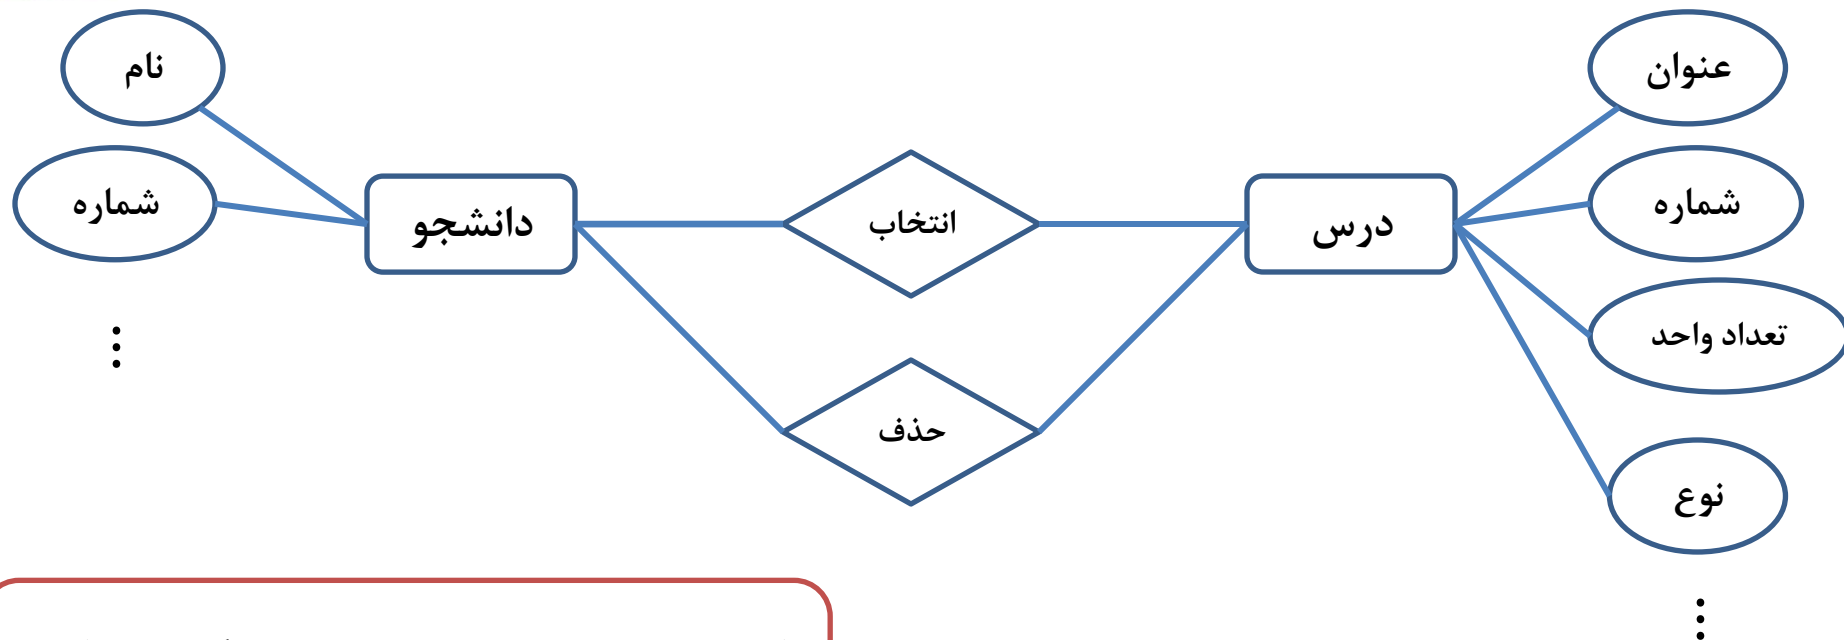 عنوان
نام
شماره
شماره
درس
انتخاب
دانشجو
تعداد واحد
حذف
نوع